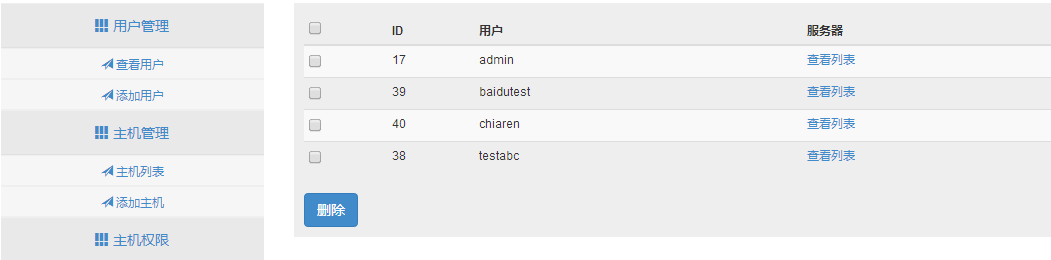 用户管理
查看用户
添加用户
主机管理
主机列表
添加主机
主机权限
ID 用户 服务器
17 admin 查看列表
39 baidutest 查看列表
40 chiaren 查看列表
38 testabc 查看列表
删除